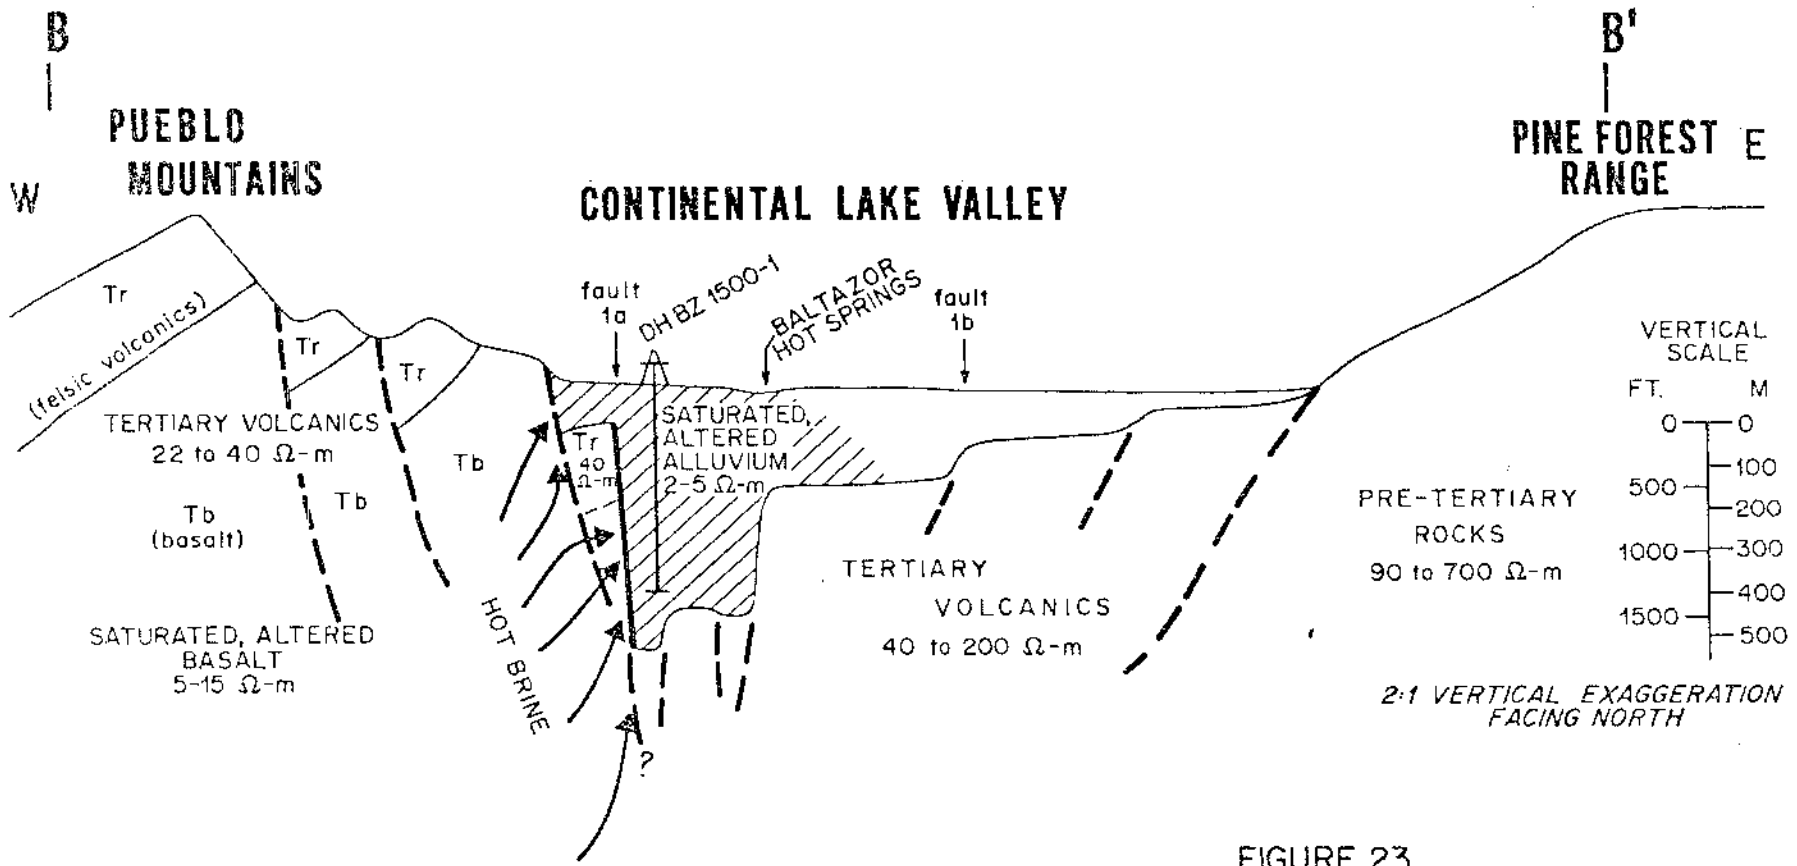 B
B'
PUEBLO
MOUNTAINS
W
CONTINENTAL LAKE VALLEY
PINE FOREST
RANGE
E
Tr
(felsic volcanics)
Tr
Tr
TERTIARY VOLCANICS
22 to 40 Ω-m
Tb
(basalt)
Tb
Tb
SATURATED, ALTERED
BASALT
5-15 Ω-m
HOT BRINE
fault
1a
DH BZ 1500-1
BALTAZOR
HOT SPRINGS
fault
1b
Tr
40
Ω-m
SATURATED,
ALTERED
ALLUVIUM
2-5 Ω-m
?
TERTIARY
VOLCANICS
40 to 200 Ω-m
PRE-TERTIARY
ROCKS
90 to 700 Ω-m
VERTICAL
SCALE
FT. M
0 0
100
500
200
1000 300
400
1500
500
2:1 VERTICAL EXAGGERATION
FACING NORTH
FIGURE 23